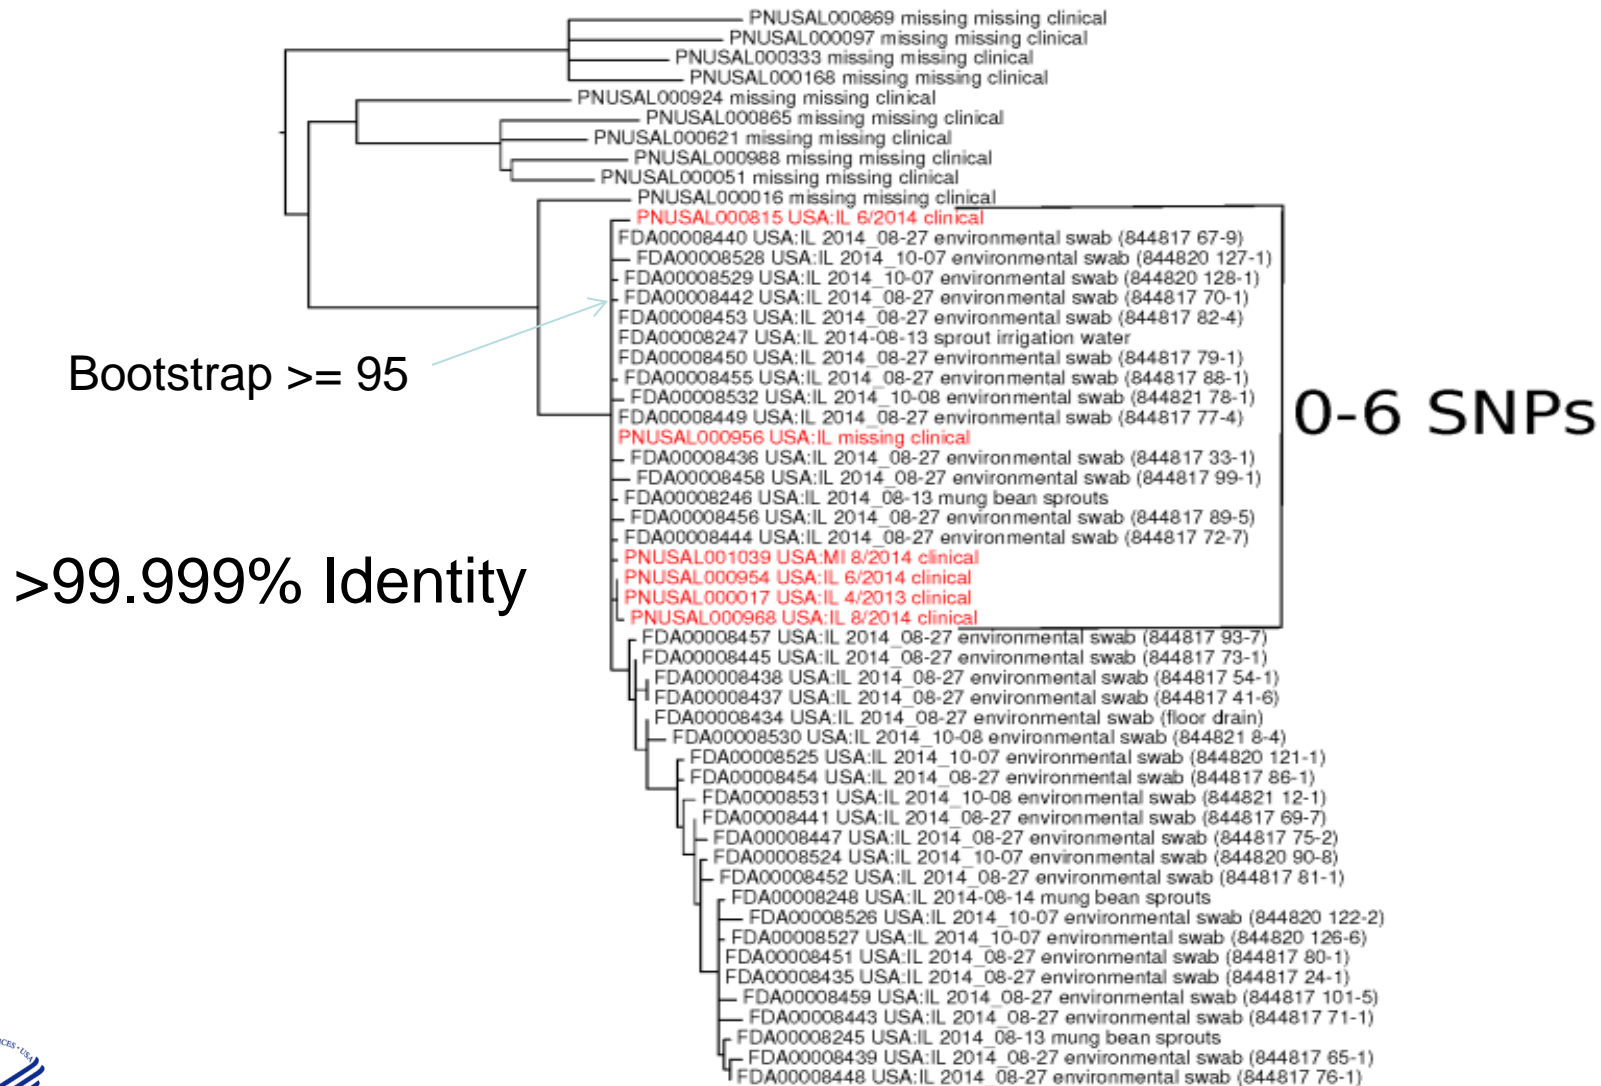 PNUSAL000869 missing missing clinical
PNUSAL000097 missing missing clinical
PNUSAL000333 missing missing clinical
PNUSAL000168 missing missing clinical
PNUSAL000924 missing missing clinical
PNUSAL000865 missing missing clinical
PNUSAL000621 missing missing clinical
PNUSAL000988 missing missing clinical
PNUSAL000051 missing missing clinical
PNUSAL000016 missing missing clinical
PNUSAL000815 USA:IL 6/2014 clinical
FDA00008440 USA:IL 2014_08-27 environmental swab (844817 67-9)
FDA00008528 USA:IL 2014_10-07 environmental swab (844820 127-1)
FDA00008529 USA:IL 2014_10-07 environmental swab (844820 128-1)
FDA00008442 USA:IL 2014_08-27 environmental swab (844817 70-1)
FDA00008453 USA:IL 2014_08-27 environmental swab (844817 82-4)
FDA00008247 USA:IL 2014-08-13 sprout irrigation water
FDA00008450 USA:IL 2014_08-27 environmental swab (844817 79-1)
FDA00008455 USA:IL 2014_08-27 environmental swab (844817 88-1)
FDA00008532 USA:IL 2014_10-08 environmental swab (844821 78-1)
FDA00008449 USA:IL 2014_08-27 environmental swab (844817 77-4)
PNUSAL000956 USA:IL missing clinical
FDA00008436 USA:IL 2014_08-27 environmental swab (844817 33-1)
FDA00008458 USA:IL 2014_08-27 environmental swab (844817 99-1)
FDA00008246 USA:IL 2014_08-13 mung bean sprouts
FDA00008456 USA:IL 2014_08-27 environmental swab (844817 89-5)
FDA00008444 USA:IL 2014_08-27 environmental swab (844817 72-7)
PNUSAL001039 USA:MI 8/2014 clinical
PNUSAL000954 USA:IL 6/2014 clinical
PNUSAL000017 USA:IL 4/2013 clinical
PNUSAL000968 USA:IL 8/2014 clinical
FDA00008457 USA:IL 2014_08-27 environmental swab (844817 93-7)
FDA00008445 USA:IL 2014_08-27 environmental swab (844817 73-1)
FDA00008438 USA:IL 2014_08-27 environmental swab (844817 54-1)
FDA00008437 USA:IL 2014_08-27 environmental swab (844817 41-6)
FDA00008434 USA:IL 2014_08-27 environmental swab (floor drain)
FDA00008530 USA:IL 2014_10-08 environmental swab (844821 8-4)
FDA00008525 USA:IL 2014_10-07 environmental swab (844820 121-1)
FDA00008454 USA:IL 2014_08-27 environmental swab (844817 86-1)
FDA00008531 USA:IL 2014_10-08 environmental swab (844821 12-1)
FDA00008441 USA:IL 2014_08-27 environmental swab (844817 69-7)
FDA00008447 USA:IL 2014_08-27 environmental swab (844817 75-2)
FDA00008524 USA:IL 2014_10-07 environmental swab (844820 90-8)
FDA00008452 USA:IL 2014_08-27 environmental swab (844817 81-1)
FDA00008248 USA:IL 2014-08-14 mung bean sprouts
FDA00008526 USA:IL 2014_10-07 environmental swab (844820 122-2)
FDA00008527 USA:IL 2014_10-07 environmental swab (844820 126-6)
FDA00008451 USA:IL 2014_08-27 environmental swab (844817 80-1)
FDA00008435 USA:IL 2014_08-27 environmental swab (844817 24-1)
FDA00008459 USA:IL 2014_08-27 environmental swab (844817 101-5)
FDA00008443 USA:IL 2014_08-27 environmental swab (844817 71-1)
FDA00008245 USA:IL 2014_08-13 mung bean sprouts
FDA00008439 USA:IL 2014_08-27 environmental swab (844817 65-1)
FDA00008448 USA:IL 2014_08-27 environmental swab (844817 76-1)
Bootstrap >= 95
>99.999% Identity
0-6 SNPs
USA